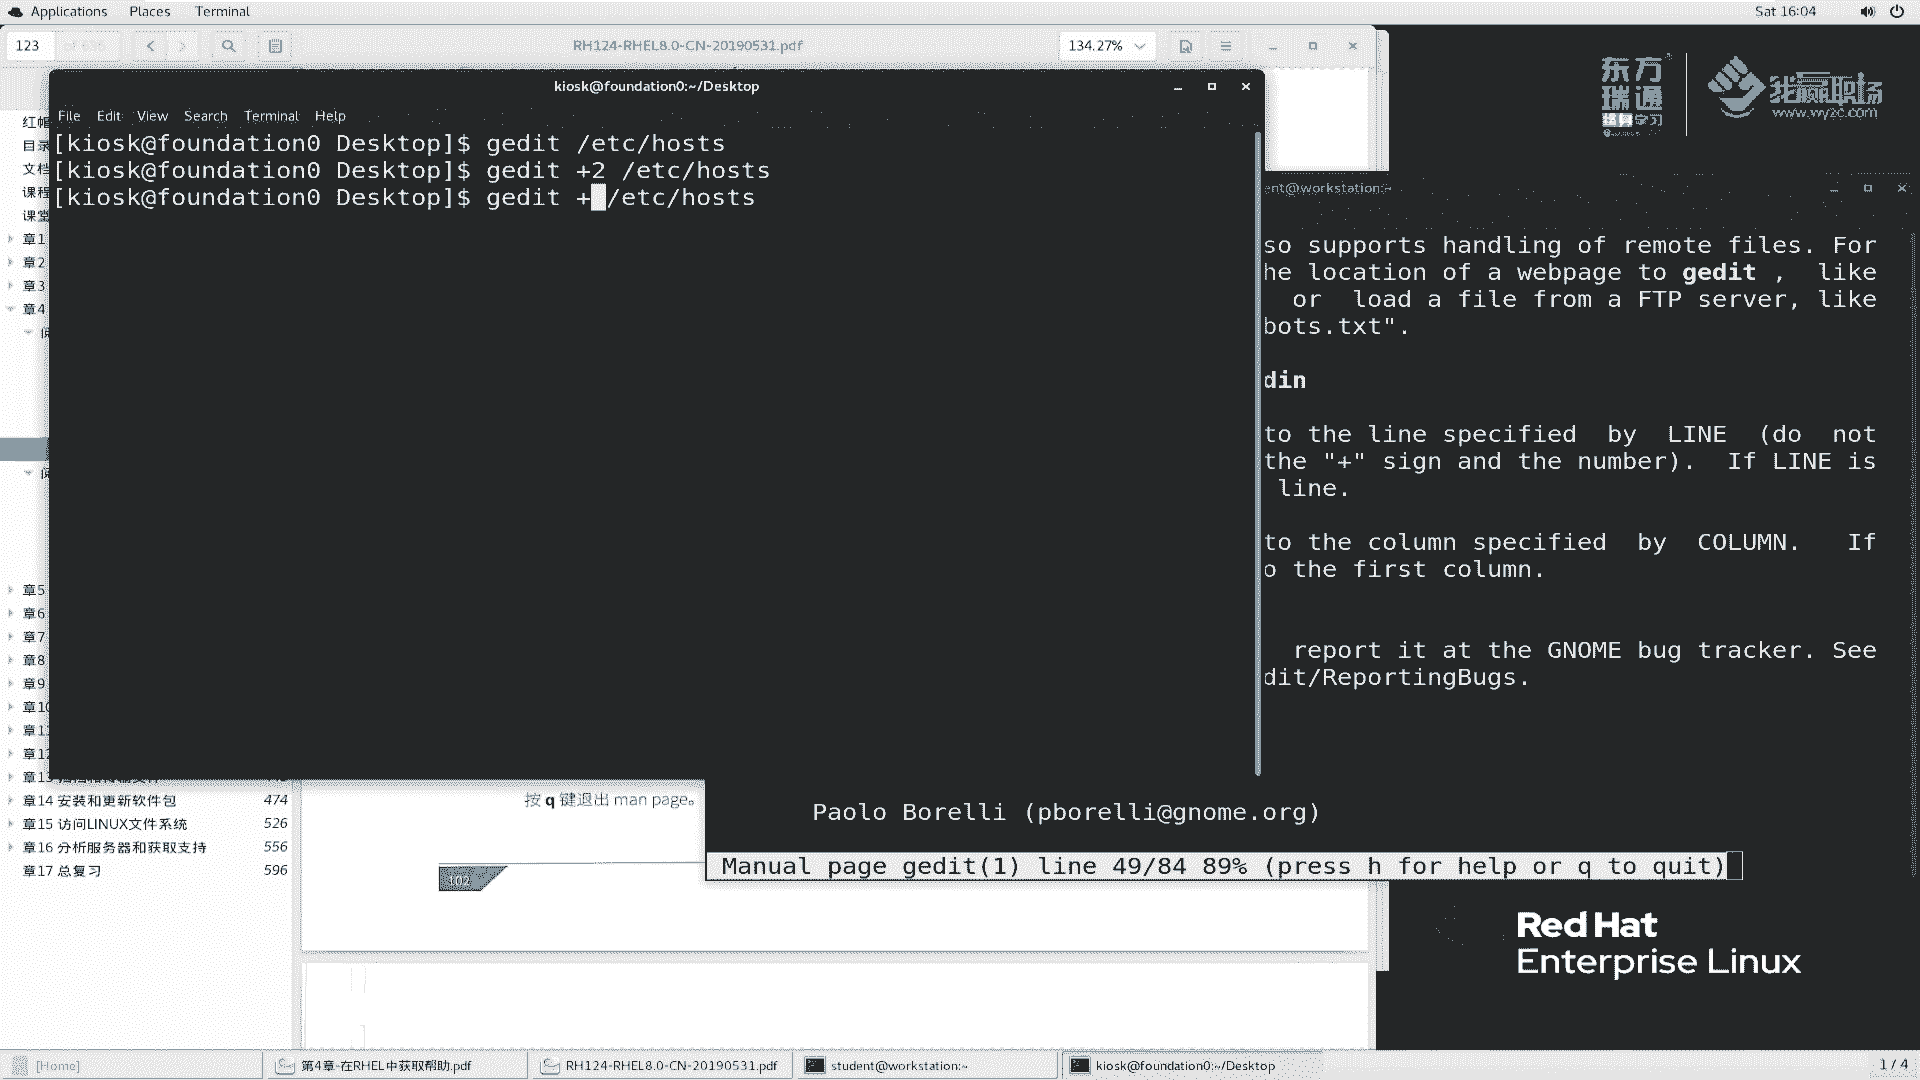 Applications Places Terminal Sat 16:04
123 of 636 RH124-RHEL8.0-CN-20190531.pdf 134.27%
kiosk@foundation0:~/Desktop
File Edit View Search Terminal Help
[kiosk@foundation0 Desktop]$ gedit /etc/hosts
[kiosk@foundation0 Desktop]$ gedit +2 /etc/hosts
[kiosk@foundation0 Desktop]$ gedit + /etc/hosts
东方
瑞通
终身学习
我赢职场
www.wyzc.com
红帽
目录
文档
课程
课堂
章1
章2
章3
章4
章5
章6
章7
章8
章9
章10
章11
章12
章13
章14 安装和更新软件包 474
章15 访问LINUX文件系统 526
章16 分析服务器和获取支持 556
章17 总复习 596
ent@workstation:~
so supports handling of remote files. For
he location of a webpage to gedit , like
or load a file from a FTP server, like
bots.txt".
din
to the line specified by LINE (do not
the "+" sign and the number). If LINE is
line.
to the column specified by COLUMN. If
o the first column.
report it at the GNOME bug tracker. See
dit/ReportingBugs.
Paolo Borelli (pborelli@gnome.org)
Manual page gedit(1) line 49/84 89% (press h for help or q to quit)
按 q 键退出 man page。
102
Red Hat
Enterprise Linux
[Home] 第4章-在RHEL中获取帮助.pdf RH124-RHEL8.0-CN-20190531.pdf student@workstation:~ kiosk@foundation0:~/Desktop 1 / 4